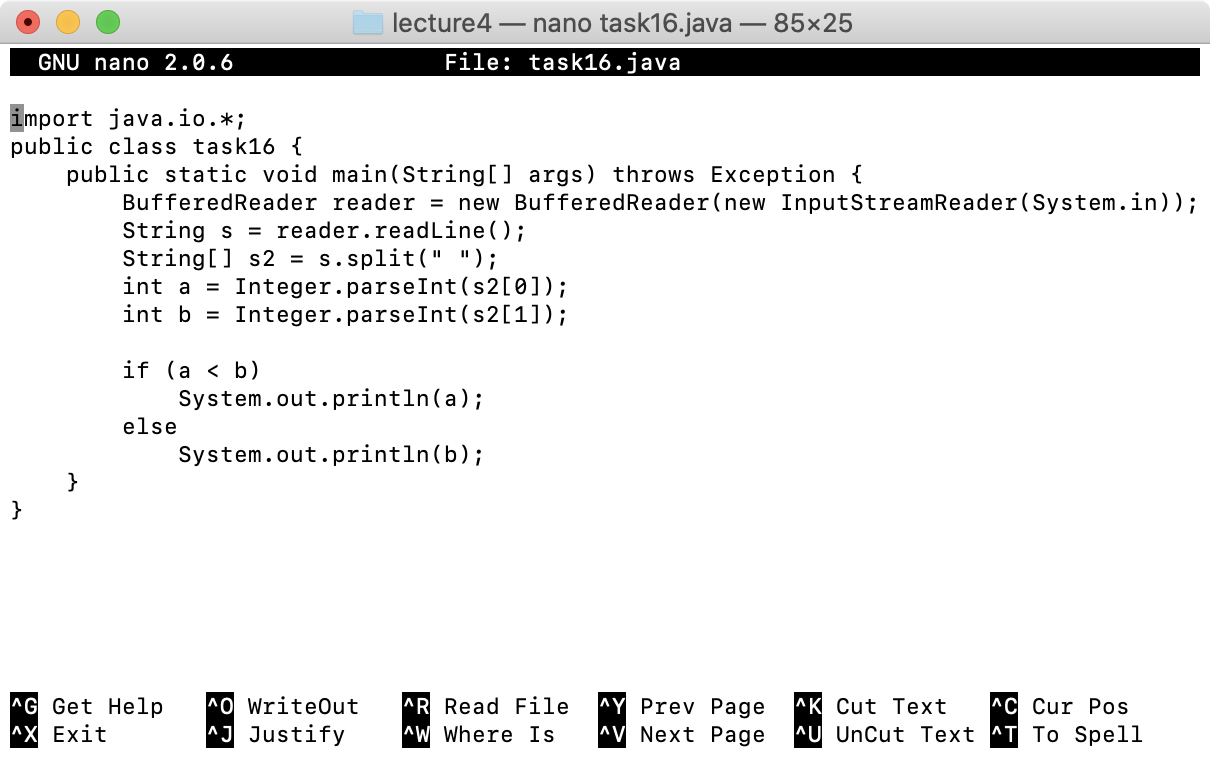 lecture4 — nano task16.java — 85×25
GNU nano 2.0.6 File: task16.java
import java.io.*;
public class task16 {
    public static void main(String[] args) throws Exception {
        BufferedReader reader = new BufferedReader(new InputStreamReader(System.in));
        String s = reader.readLine();
        String[] s2 = s.split(" ");
        int a = Integer.parseInt(s2[0]);
        int b = Integer.parseInt(s2[1]);
        if (a < b)
            System.out.println(a);
        else
            System.out.println(b);
    }
}
^G Get Help ^O WriteOut ^R Read File ^Y Prev Page ^K Cut Text ^C Cur Pos
^X Exit ^J Justify ^W Where Is ^V Next Page ^U UnCut Text ^T To Spell